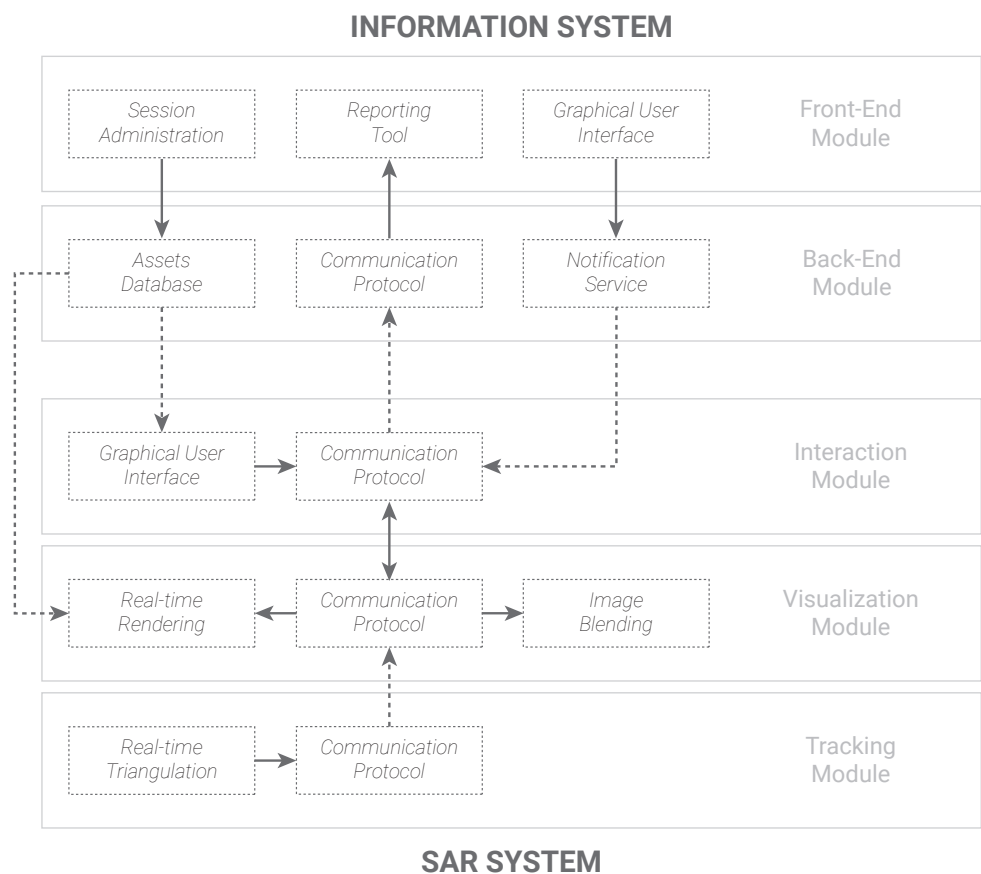 INFORMATION SYSTEM
Session
Administration
Reporting
Tool
Graphical User
Interface
Front-End
Module
Assets
Database
Communication
Protocol
Notification
Service
Back-End
Module
Graphical User
Interface
Communication
Protocol
Interaction
Module
Real-time
Rendering
Communication
Protocol
Image
Blending
Visualization
Module
Real-time
Triangulation
Communication
Protocol
Tracking
Module
SAR SYSTEM